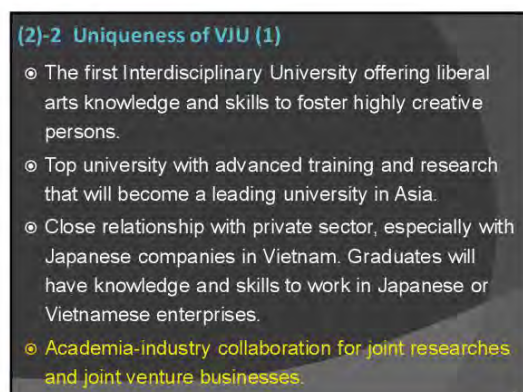 (2)-2 Uniqueness of VJU (1)
⊙ The first Interdisciplinary University offering liberal
arts knowledge and skills to foster highly creative
persons.
⊙ Top university with advanced training and research
that will become a leading university in Asia.
⊙ Close relationship with private sector, especially with
Japanese companies in Vietnam. Graduates will
have knowledge and skills to work in Japanese or
Vietnamese enterprises.
⊙ Academia-industry collaboration for joint researches
and joint venture businesses.